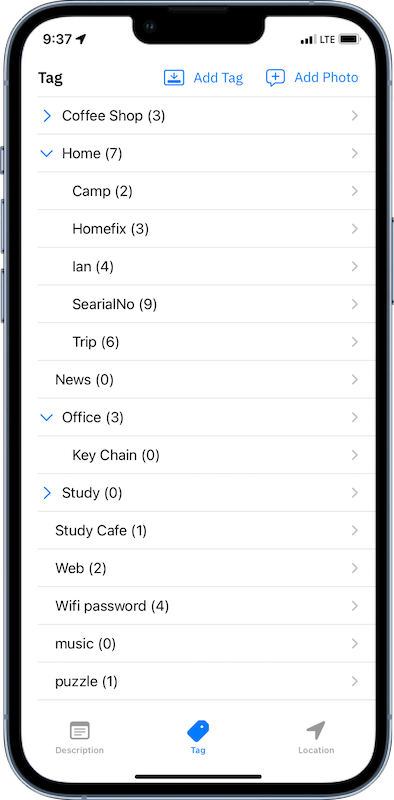 9:37 LTE
Tag Add Tag Add Photo
Coffee Shop (3)
Home (7)
Camp (2)
Homefix (3)
Ian (4)
SearialNo (9)
Trip (6)
News (0)
Office (3)
Key Chain (0)
Study (0)
Study Cafe (1)
Web (2)
Wifi password (4)
music (0)
puzzle (1)
Description Tag Location